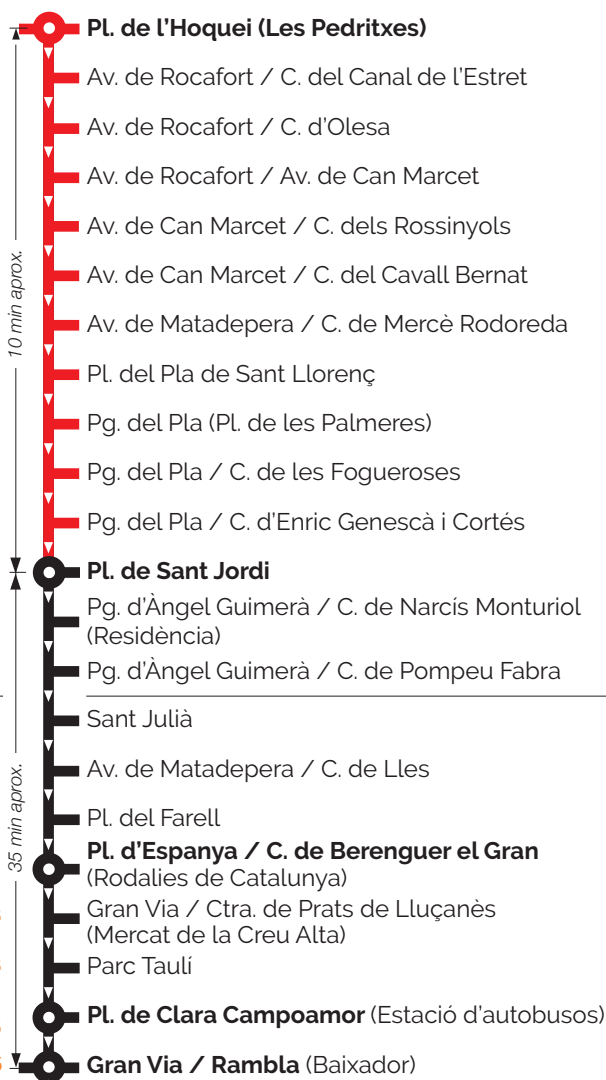 Pl. de l’Hoquei (Les Pedritxes)
Av. de Rocafort / C. del Canal de l’Estret
Av. de Rocafort / C. d’Olesa
Av. de Rocafort / Av. de Can Marcet
Av. de Can Marcet / C. dels Rossinyols
Av. de Can Marcet / C. del Cavall Bernat
10 min aprox.
Av. de Matadepera / C. de Mercè Rodoreda
Pl. del Pla de Sant Llorenç
Pg. del Pla (Pl. de les Palmeres)
Pg. del Pla / C. de les Fogueroses
Pg. del Pla / C. d’Enric Genescà i Cortés
Pl. de Sant Jordi
Pg. d’Àngel Guimerà / C. de Narcís Monturiol
(Residència)
Pg. d’Àngel Guimerà / C. de Pompeu Fabra
Sant Julià
Av. de Matadepera / C. de Lles
35 min aprox.
Pl. del Farell
Pl. d’Espanya / C. de Berenguer el Gran
(Rodalies de Catalunya)
Gran Via / Ctra. de Prats de Lluçanès
(Mercat de la Creu Alta)
Parc Taulí
Pl. de Clara Campoamor (Estació d’autobusos)
Gran Via / Rambla (Baixador)